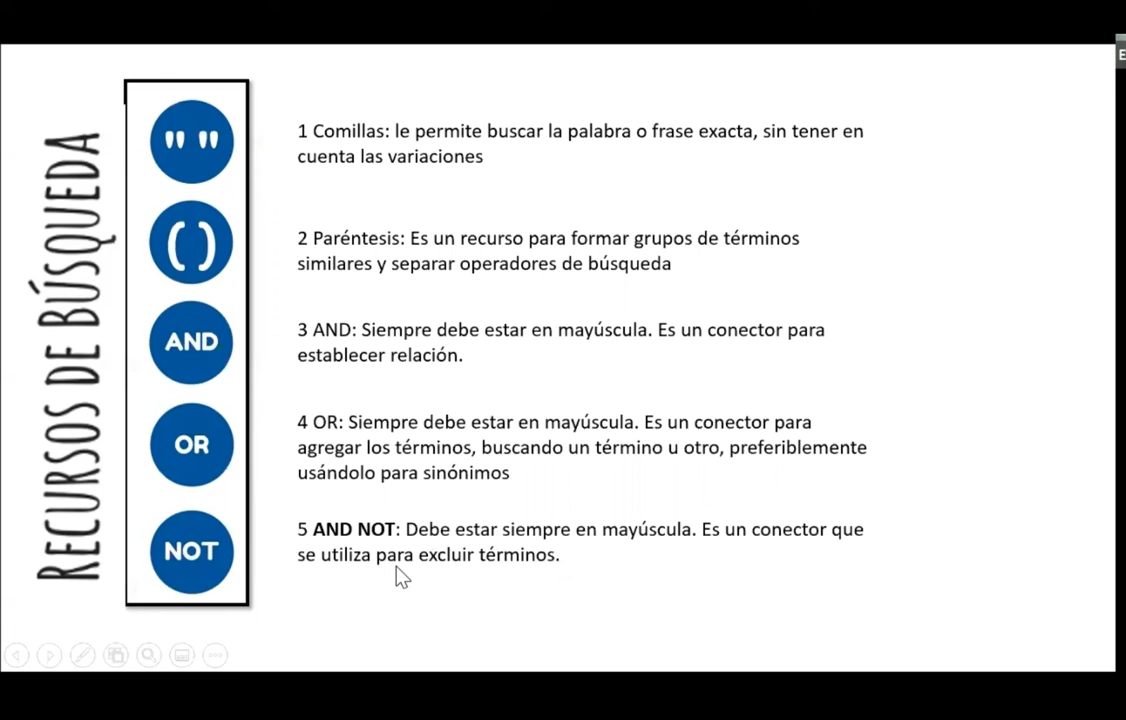 RECURSOS DE BÚSQUEDA
" "
1 Comillas: le permite buscar la palabra o frase exacta, sin tener en
cuenta las variaciones
( )
2 Paréntesis: Es un recurso para formar grupos de términos
similares y separar operadores de búsqueda
AND
3 AND: Siempre debe estar en mayúscula. Es un conector para
establecer relación.
OR
4 OR: Siempre debe estar en mayúscula. Es un conector para
agregar los términos, buscando un término u otro, preferiblemente
usándolo para sinónimos
NOT
5 AND NOT: Debe estar siempre en mayúscula. Es un conector que
se utiliza para excluir términos.
E